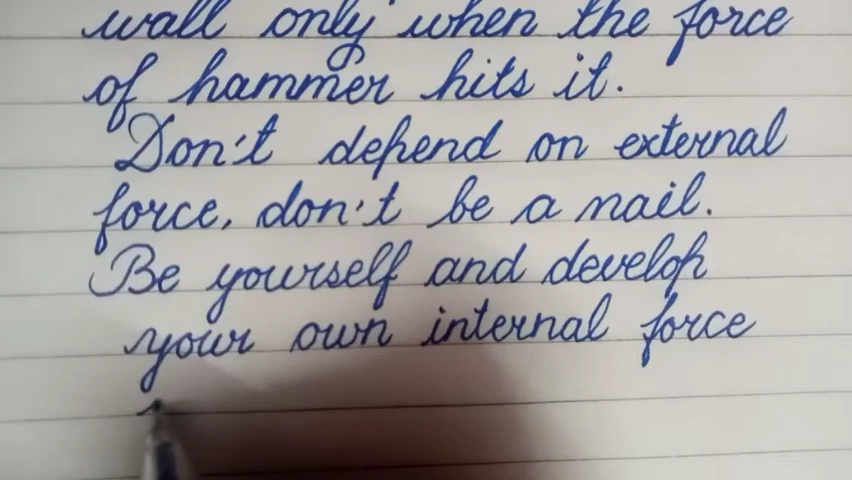 wall only when the force
of hammer hits it.
Don't depend on external
force, don't be a nail.
Be yourself and develop
your own internal force